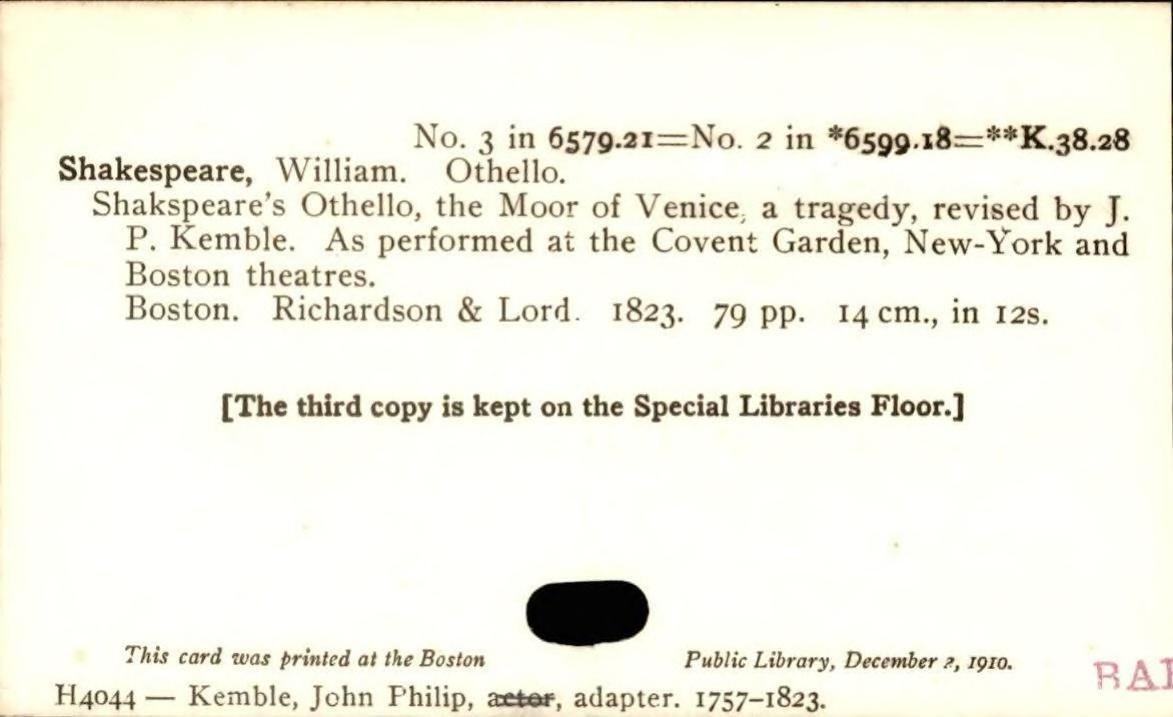 No. 3 in 6579.21=No. 2 in *6599.18=**K.38.28
Shakespeare, William. Othello.
Shakspeare's Othello, the Moor of Venice, a tragedy, revised by J.
P. Kemble. As performed at the Covent Garden, New-York and
Boston theatres.
Boston. Richardson & Lord. 1823. 79 pp. 14 cm., in 12s.
[The third copy is kept on the Special Libraries Floor.]
This card was printed at the Boston Public Library, December 2, 1910.
H4044 — Kemble, John Philip, actor, adapter. 1757–1823.